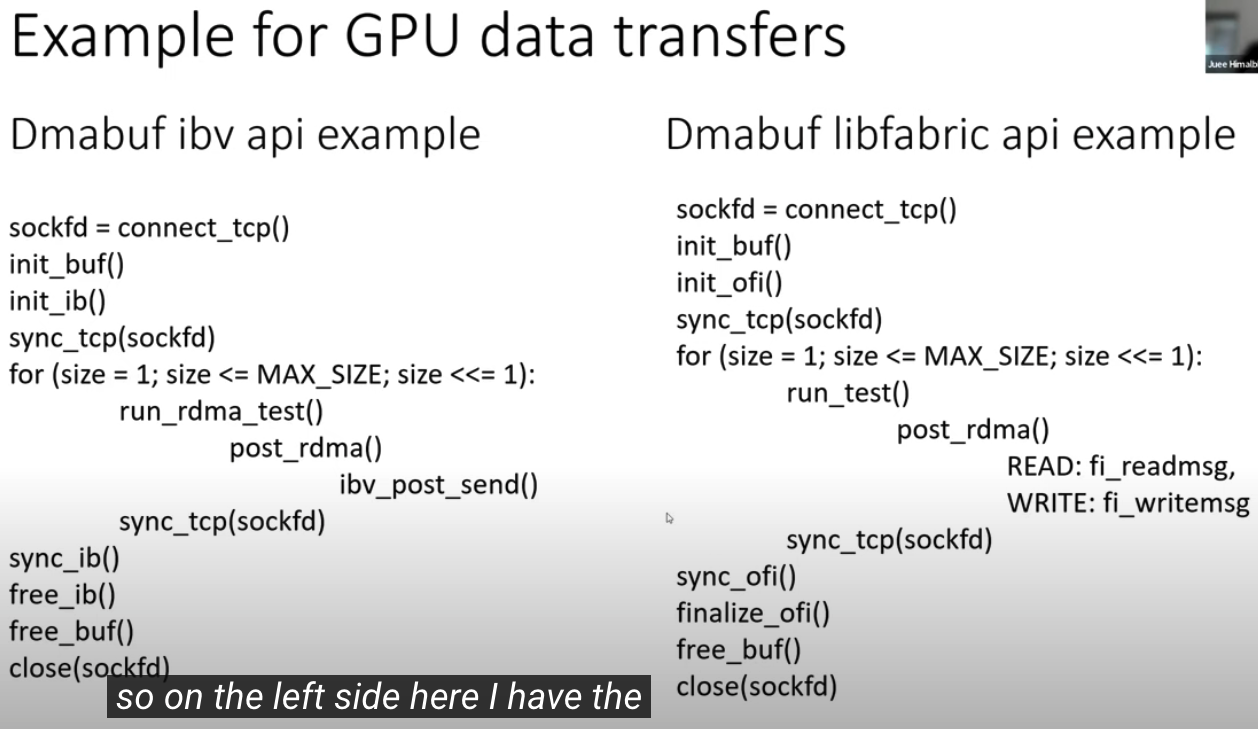 Example for GPU data transfers
Juee Himalb
Dmabuf ibv api example
sockfd = connect_tcp()
init_buf()
init_ib()
sync_tcp(sockfd)
for (size = 1; size <= MAX_SIZE; size <<= 1):
run_rdma_test()
post_rdma()
ibv_post_send()
sync_tcp(sockfd)
sync_ib()
free_ib()
free_buf()
close(sockfd)
Dmabuf libfabric api example
sockfd = connect_tcp()
init_buf()
init_ofi()
sync_tcp(sockfd)
for (size = 1; size <= MAX_SIZE; size <<= 1):
run_test()
post_rdma()
READ: fi_readmsg,
WRITE: fi_writemsg
sync_tcp(sockfd)
sync_ofi()
finalize_ofi()
free_buf()
close(sockfd)
so on the left side here I have the